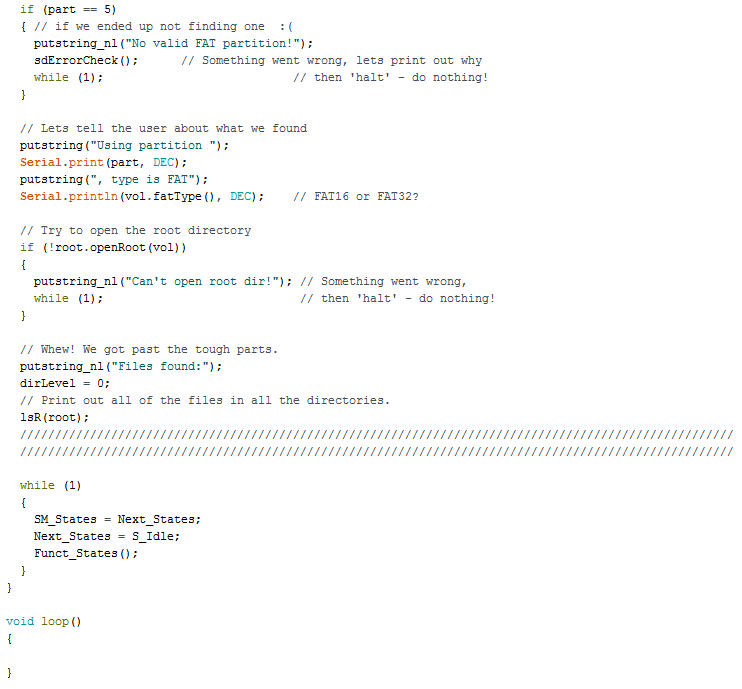 if (part == 5)
{ // if we ended up not finding one  :(
putstring_nl("No valid FAT partition!");
sdErrorCheck();      // Something went wrong, lets print out why
while (1);                           // then 'halt' - do nothing!
}
// Lets tell the user about what we found
putstring("Using partition ");
Serial.print(part, DEC);
putstring(", type is FAT");
Serial.println(vol.fatType(), DEC);    // FAT16 or FAT32?
// Try to open the root directory
if (!root.openRoot(vol))
{
putstring_nl("Can't open root dir!"); // Something went wrong,
while (1);                            // then 'halt' - do nothing!
}
// Whew! We got past the tough parts.
putstring_nl("Files found:");
dirLevel = 0;
// Print out all of the files in all the directories.
lsR(root);
//////////////////////////////////////////////////////////////////////////////////////////////////////
//////////////////////////////////////////////////////////////////////////////////////////////////////
while (1)
{
SM_States = Next_States;
Next_States = S_Idle;
Funct_States();
}
}
void loop()
{
}